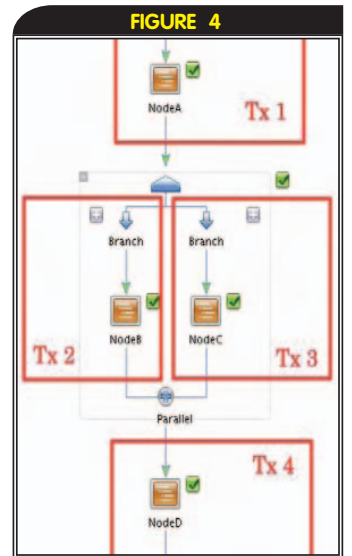 FIGURE 4
NodeA
Tx 1
Branch
Branch
NodeB
NodeC
Tx 2
Tx 3
Parallel
Tx 4
NodeD